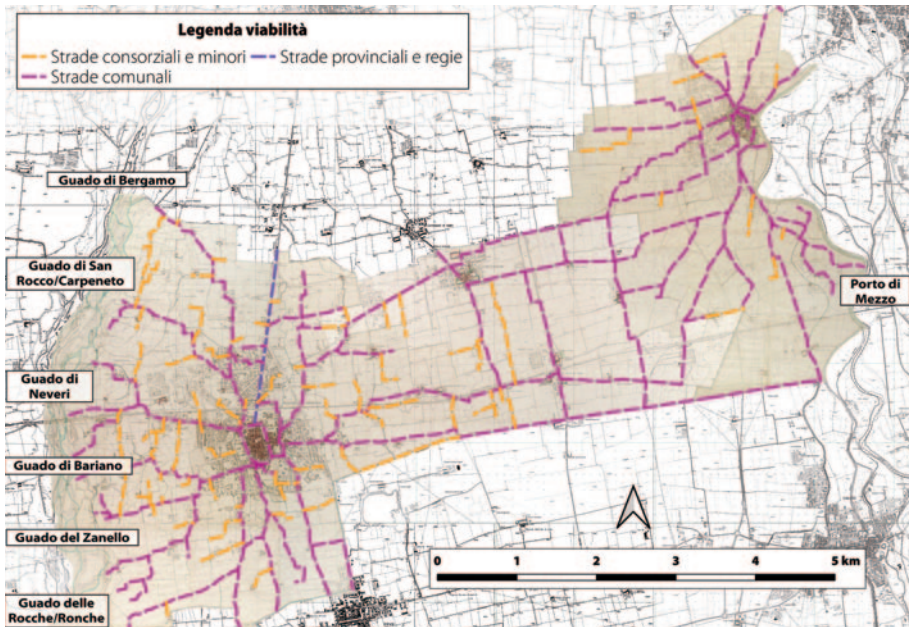 Legenda viabilità
Strade consorziali e minori
Strade provinciali e regie
Strade comunali
Guado di Bergamo
Guado di San
Rocco/Carpeneto
Porto di
Mezzo
Guado di
Neveri
Guado di Bariano
Guado del Zanello
Guado delle
Rocche/Ronche
0 1 2 3 4 5 km